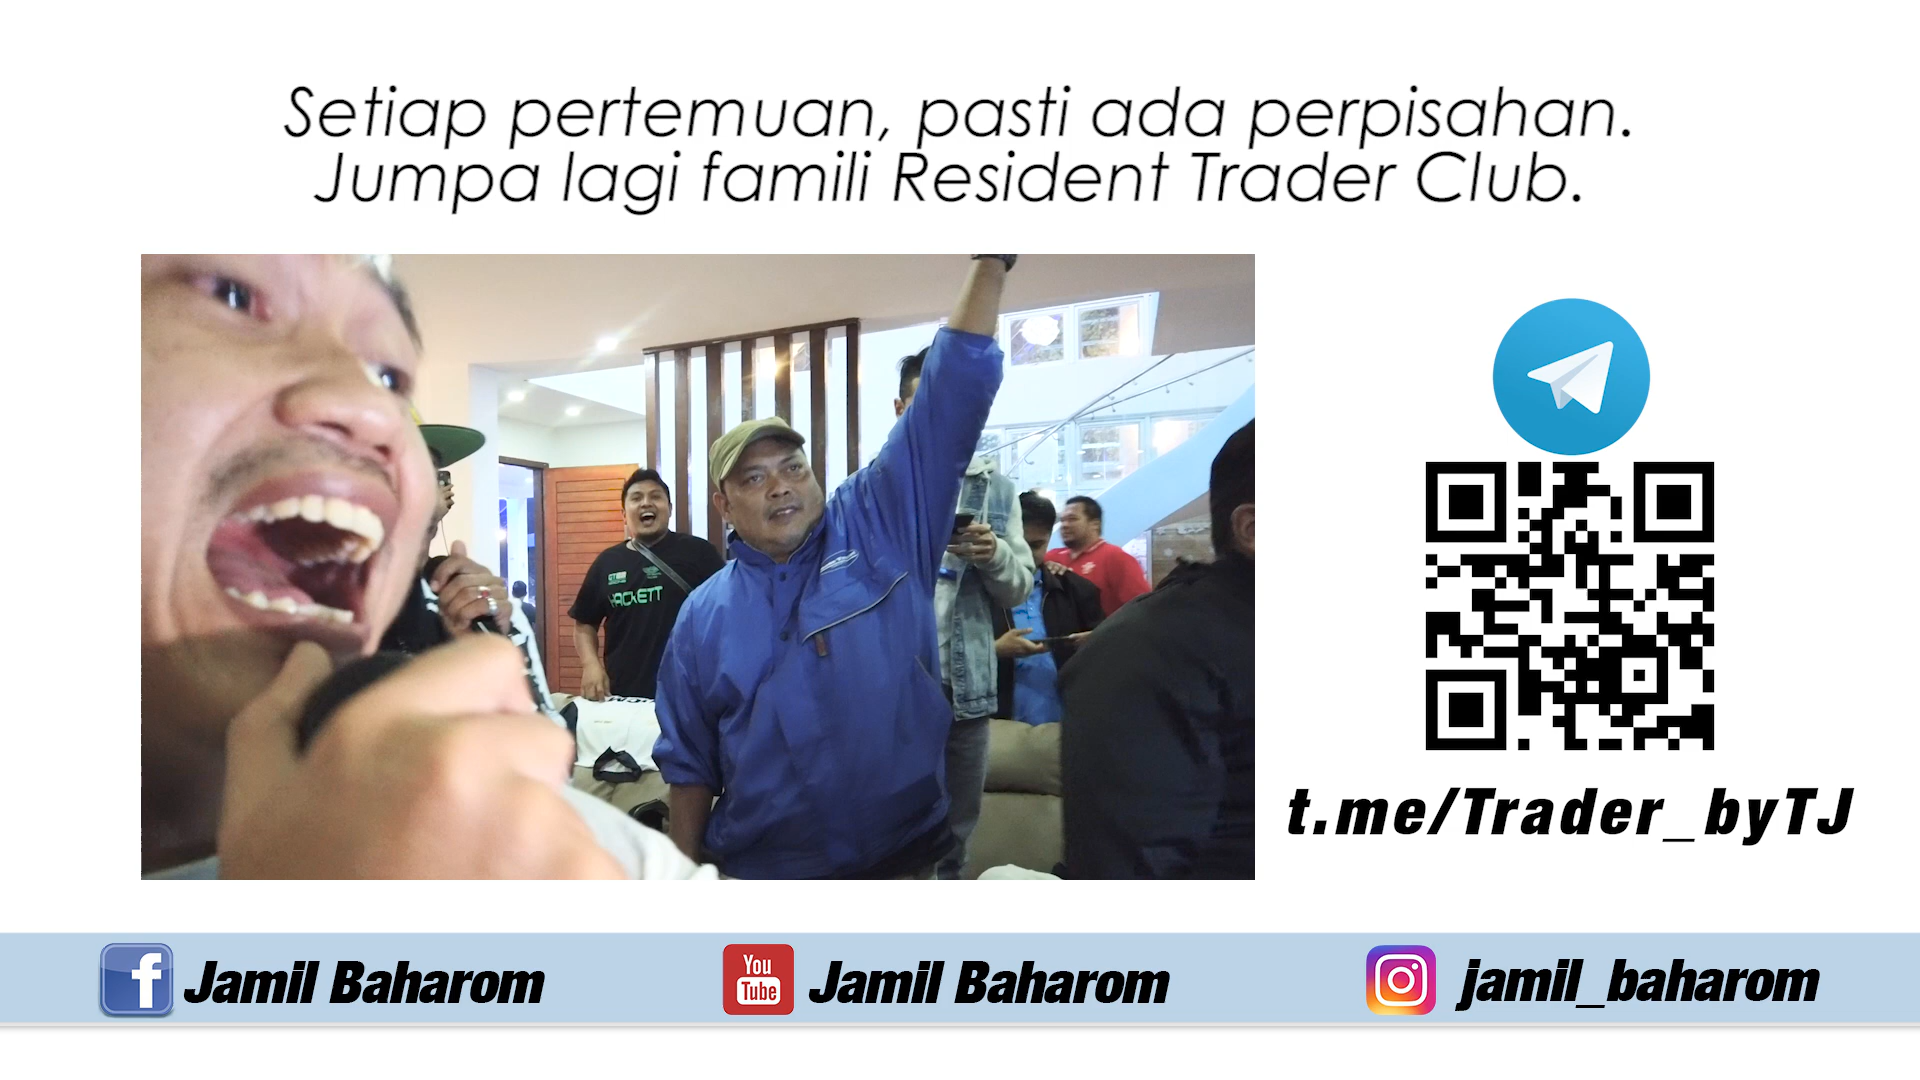 Setiap pertemuan, pasti ada perpisahan.
Jumpa lagi famili Resident Trader Club.
HACKETT
t.me/Trader_byTJ
Jamil Baharom
You
Tube
Jamil Baharom
jamil_baharom